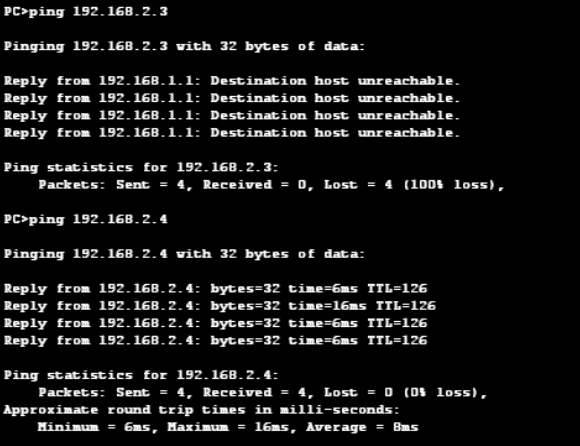 PC>ping 192.168.2.3
Pinging 192.168.2.3 with 32 bytes of data:
Reply from 192.168.1.1: Destination host unreachable.
Reply from 192.168.1.1: Destination host unreachable.
Reply from 192.168.1.1: Destination host unreachable.
Reply from 192.168.1.1: Destination host unreachable.
Ping statistics for 192.168.2.3:
Packets: Sent = 4, Received = 0, Lost = 4 (100% loss),
PC>ping 192.168.2.4
Pinging 192.168.2.4 with 32 bytes of data:
Reply from 192.168.2.4: bytes=32 time=6ms TTL=126
Reply from 192.168.2.4: bytes=32 time=16ms TTL=126
Reply from 192.168.2.4: bytes=32 time=6ms TTL=126
Reply from 192.168.2.4: bytes=32 time=6ms TTL=126
Ping statistics for 192.168.2.4:
Packets: Sent = 4, Received = 4, Lost = 0 (0% loss),
Approximate round trip times in milli-seconds:
Minimum = 6ms, Maximum = 16ms, Average = 8ms